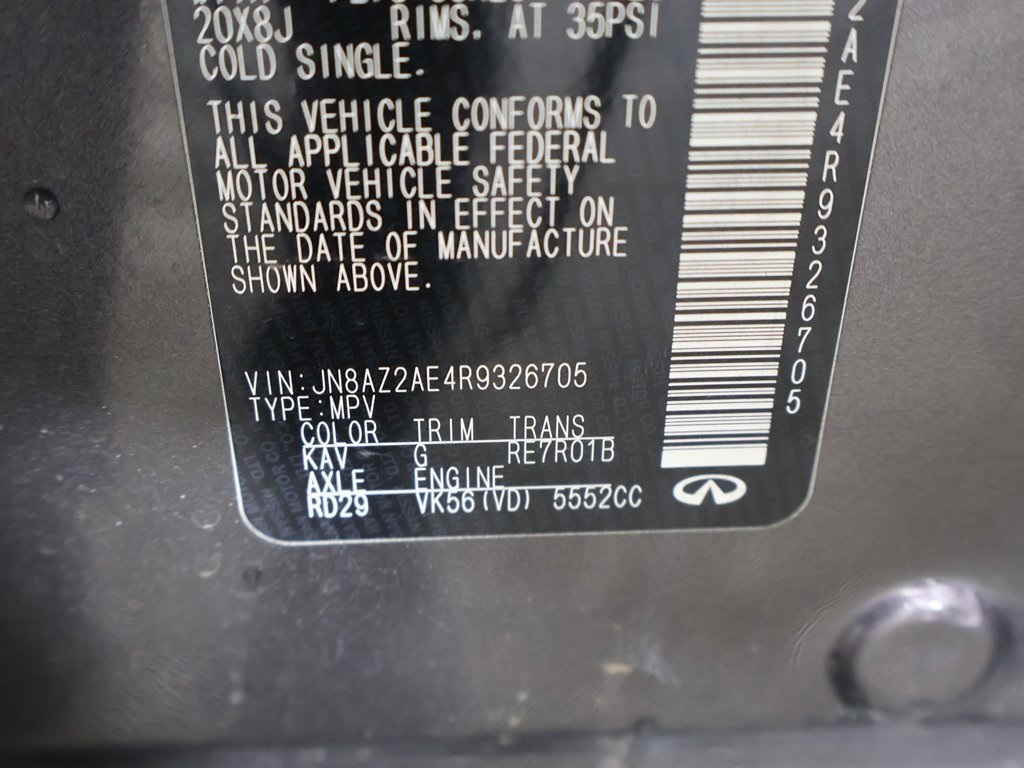 20X8J RIMS. AT 35PSI
COLD SINGLE.
THIS VEHICLE CONFORMS TO
ALL APPLICABLE FEDERAL
MOTOR VEHICLE SAFETY
STANDARDS IN EFFECT ON
THE DATE OF MANUFACTURE
SHOWN ABOVE.
VIN:JN8AZ2AE4R9326705
TYPE:MPV
COLOR TRIM TRANS
KAV G RE7R01B
AXLE ENGINE
RD29 VK56(VD) 5552CC
2AE4R9326705